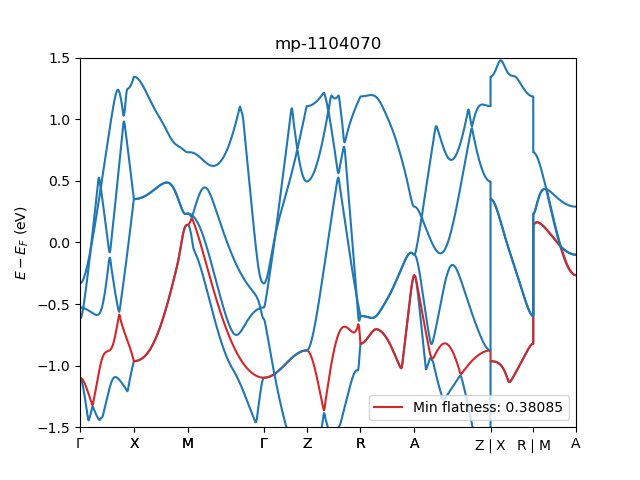 mp-1104070
E − E_F (eV)
1.5
1.0
0.5
0.0
−0.5
−1.0
−1.5
Min flatness: 0.38085
Γ X M Γ Z R A Z | X R | M A